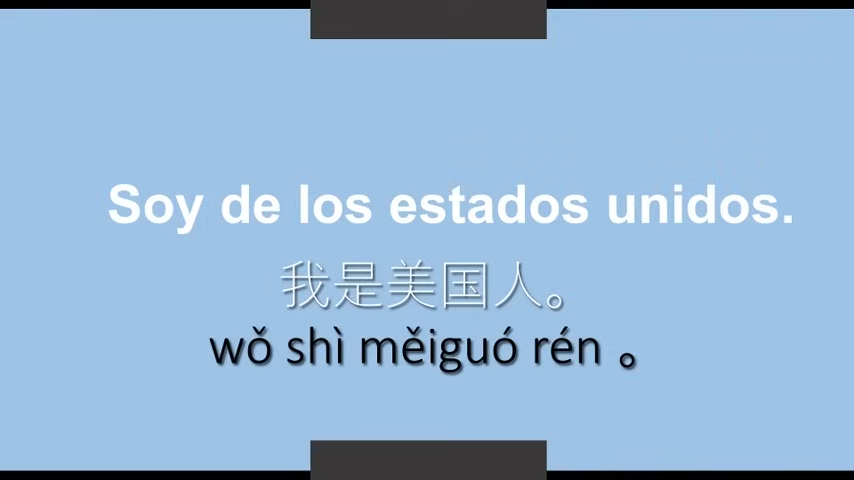 Soy de los estados unidos.
我是美国人。
wǒ shì měiguó rén 。